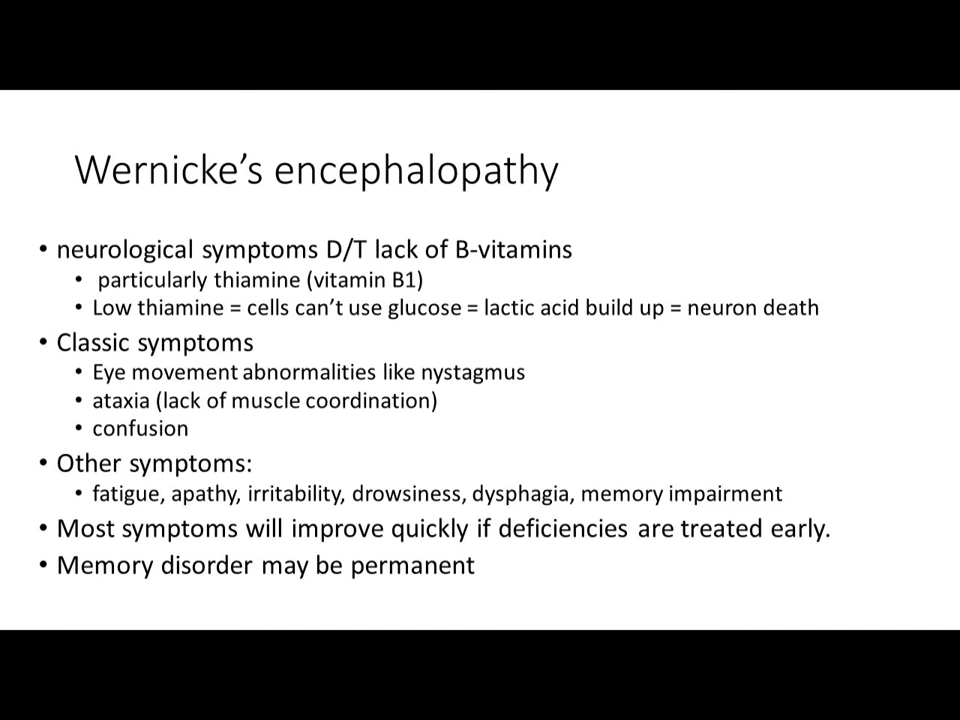 Wernicke’s encephalopathy
• neurological symptoms D/T lack of B-vitamins
• particularly thiamine (vitamin B1)
• Low thiamine = cells can’t use glucose = lactic acid build up = neuron death
• Classic symptoms
• Eye movement abnormalities like nystagmus
• ataxia (lack of muscle coordination)
• confusion
• Other symptoms:
• fatigue, apathy, irritability, drowsiness, dysphagia, memory impairment
• Most symptoms will improve quickly if deficiencies are treated early.
• Memory disorder may be permanent